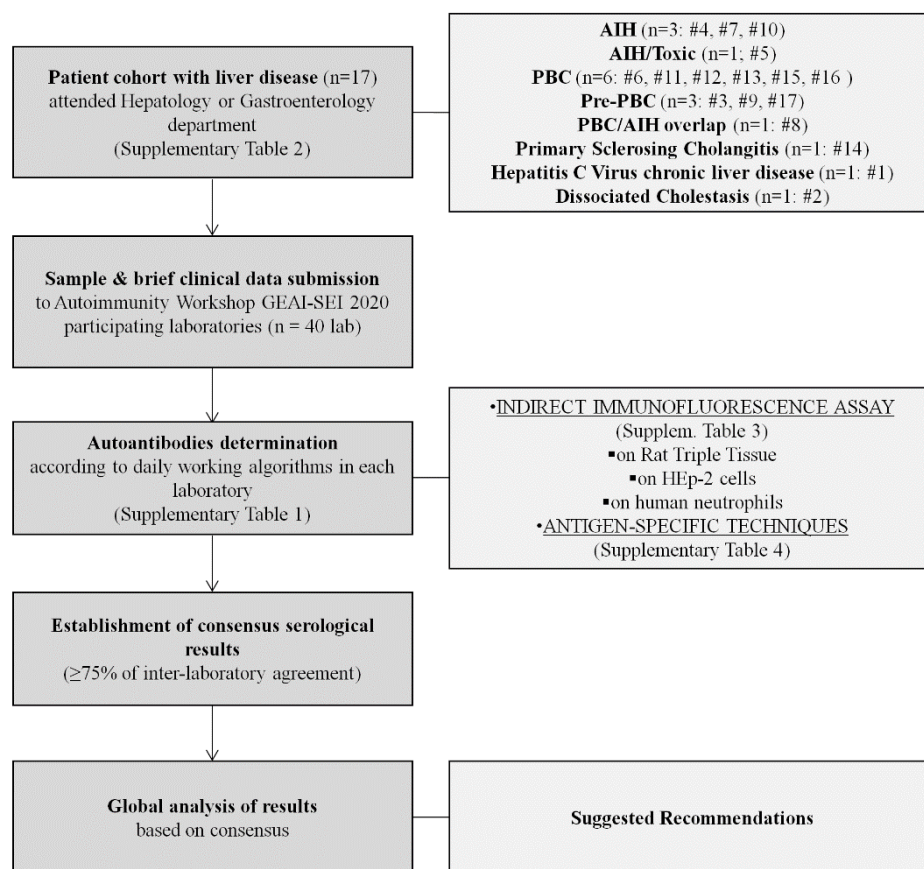 Patient cohort with liver disease (n=17)
attended Hepatology or Gastroenterology
department
(Supplementary Table 2)
AIH (n=3: #4, #7, #10)
AIH/Toxic (n=1; #5)
PBC (n=6: #6, #11, #12, #13, #15, #16 )
Pre-PBC (n=3: #3, #9, #17)
PBC/AIH overlap (n=1: #8)
Primary Sclerosing Cholangitis (n=1: #14)
Hepatitis C Virus chronic liver disease (n=1: #1)
Dissociated Cholestasis (n=1: #2)
Sample & brief clinical data submission
to Autoimmunity Workshop GEAI-SEI 2020
participating laboratories (n = 40 lab)
Autoantibodies determination
according to daily working algorithms in each
laboratory
(Supplementary Table 1)
•INDIRECT IMMUNOFLUORESCENCE ASSAY
(Supplem. Table 3)
▪on Rat Triple Tissue
▪on HEp-2 cells
▪on human neutrophils
•ANTIGEN-SPECIFIC TECHNIQUES
(Supplementary Table 4)
Establishment of consensus serological
results
(≥75% of inter-laboratory agreement)
Global analysis of results
based on consensus
Suggested Recommendations